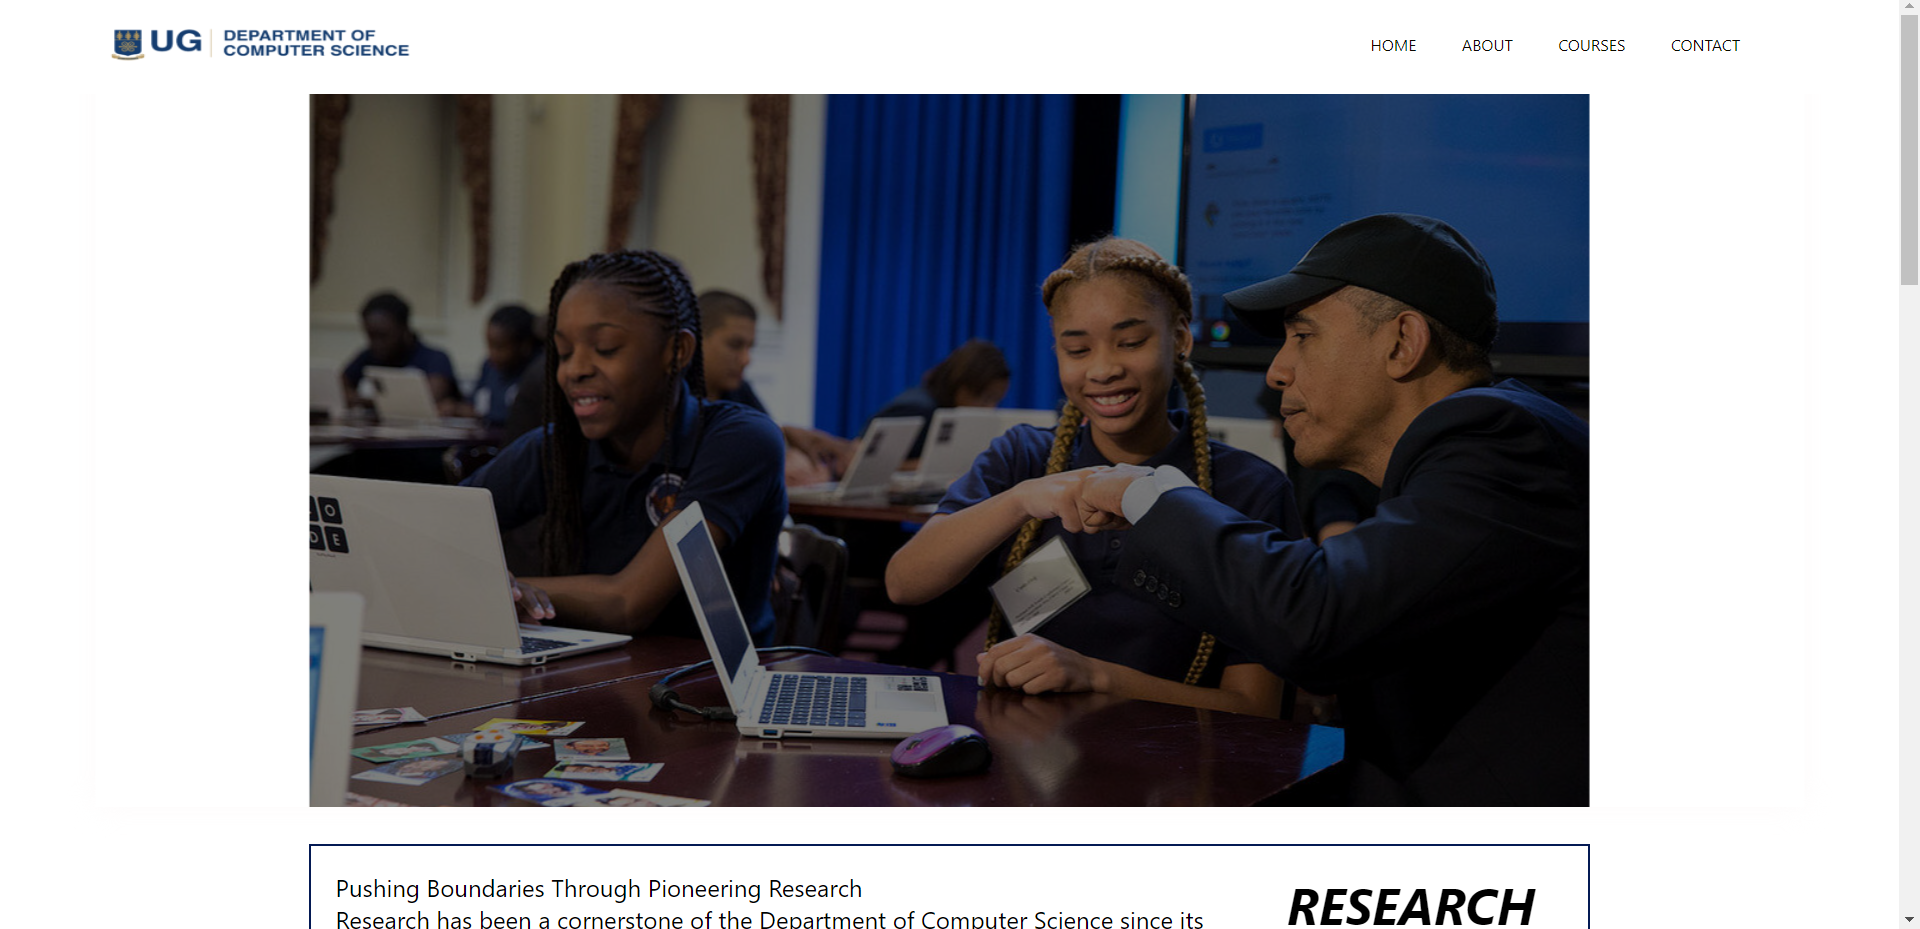 UG
DEPARTMENT OF
COMPUTER SCIENCE
HOME
ABOUT
COURSES
CONTACT
O
D E
Pushing Boundaries Through Pioneering Research
Research has been a cornerstone of the Department of Computer Science since its
RESEARCH